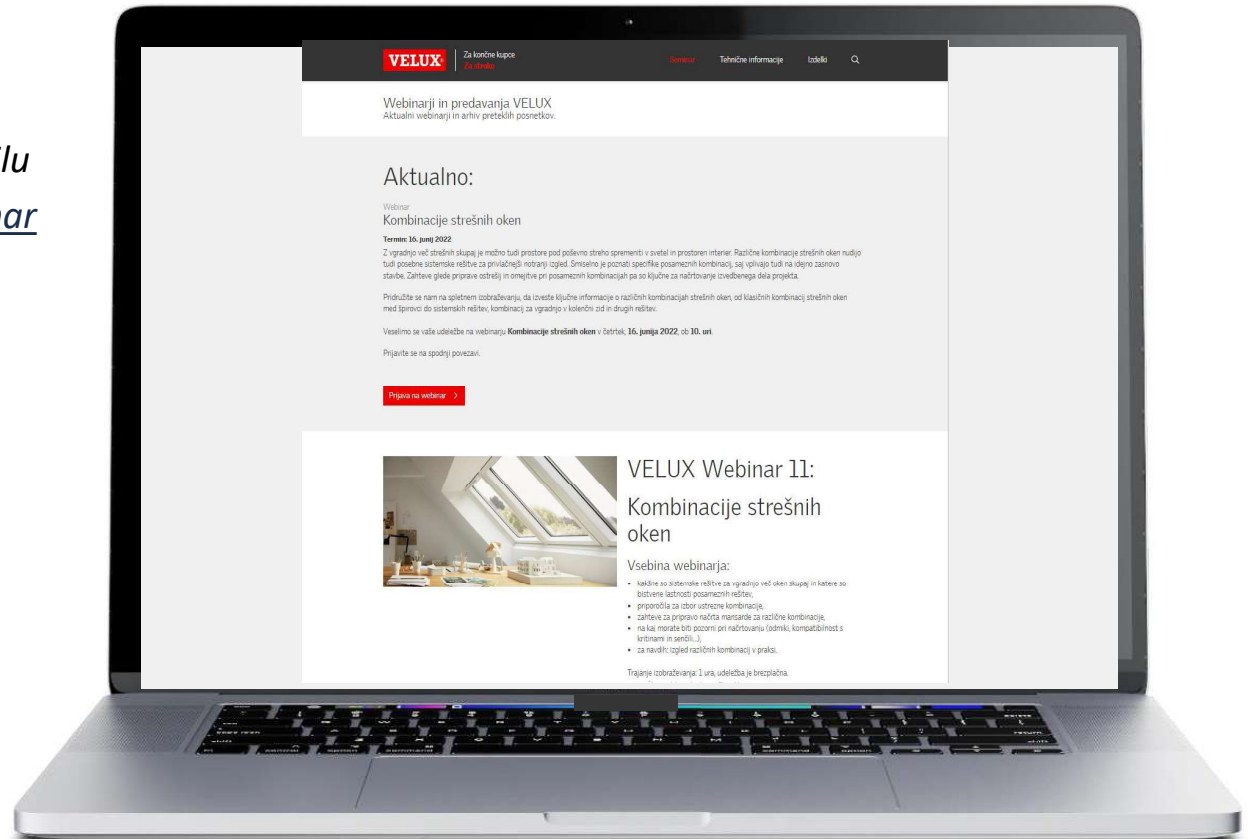 lu
nar
VELUX
Za končne kupce
Za stroko
Seminar
Tehnične informacije
Izdelki
Webinarji in predavanja VELUX
Aktualni webinarji in arhiv preteklih posnetkov.
Aktualno:
Webinar
Kombinacije strešnih oken
Termin: 16. junij 2022
Z vgradnjo več strešnih skupaj je možno tudi prostore pod poševno streho spremeniti v svetel in prostoren interier. Različne kombinacije strešnih oken nudijo
tudi posebne sistemske rešitve za privlačnejši notranji izgled. Smiselno je poznati specifike posameznih kombinacij, saj vplivajo tudi na idejno zasnovo
stavbe. Zahteve glede priprave ostrešij in omejitve pri posameznih kombinacijah pa so ključne za načrtovanje izvedbenega dela projekta.
Pridružite se nam na spletnem izobraževanju, da izveste ključne informacije o različnih kombinacijah strešnih oken, od klasičnih kombinacij strešnih oken
med špirovci do sistemskih rešitev, kombinacij za vgradnjo v kolenčni zid in drugih rešitev.
Veselimo se vaše udeležbe na webinarju Kombinacije strešnih oken v četrtek, 16. junija 2022, ob 10. uri.
Prijavite se na spodnji povezavi.
Prijava na webinar
VELUX Webinar 11:
Kombinacije strešnih
oken
Vsebina webinarja:
• kakšne so sistemske rešitve za vgradnjo več oken skupaj in katere so
bistvene lastnosti posameznih rešitev,
• priporočila za izbor ustrezne kombinacije,
• zahteve za pripravo načrta mansarde za različne kombinacije,
• na kaj morate biti pozorni pri načrtovanju (odmiki, kompatibilnost s
kritinami in senčili...),
• za navdih: izgled različnih kombinacij v praksi.
Trajanje izobraževanja: 1 ura, udeležba je brezplačna.
control option command command option